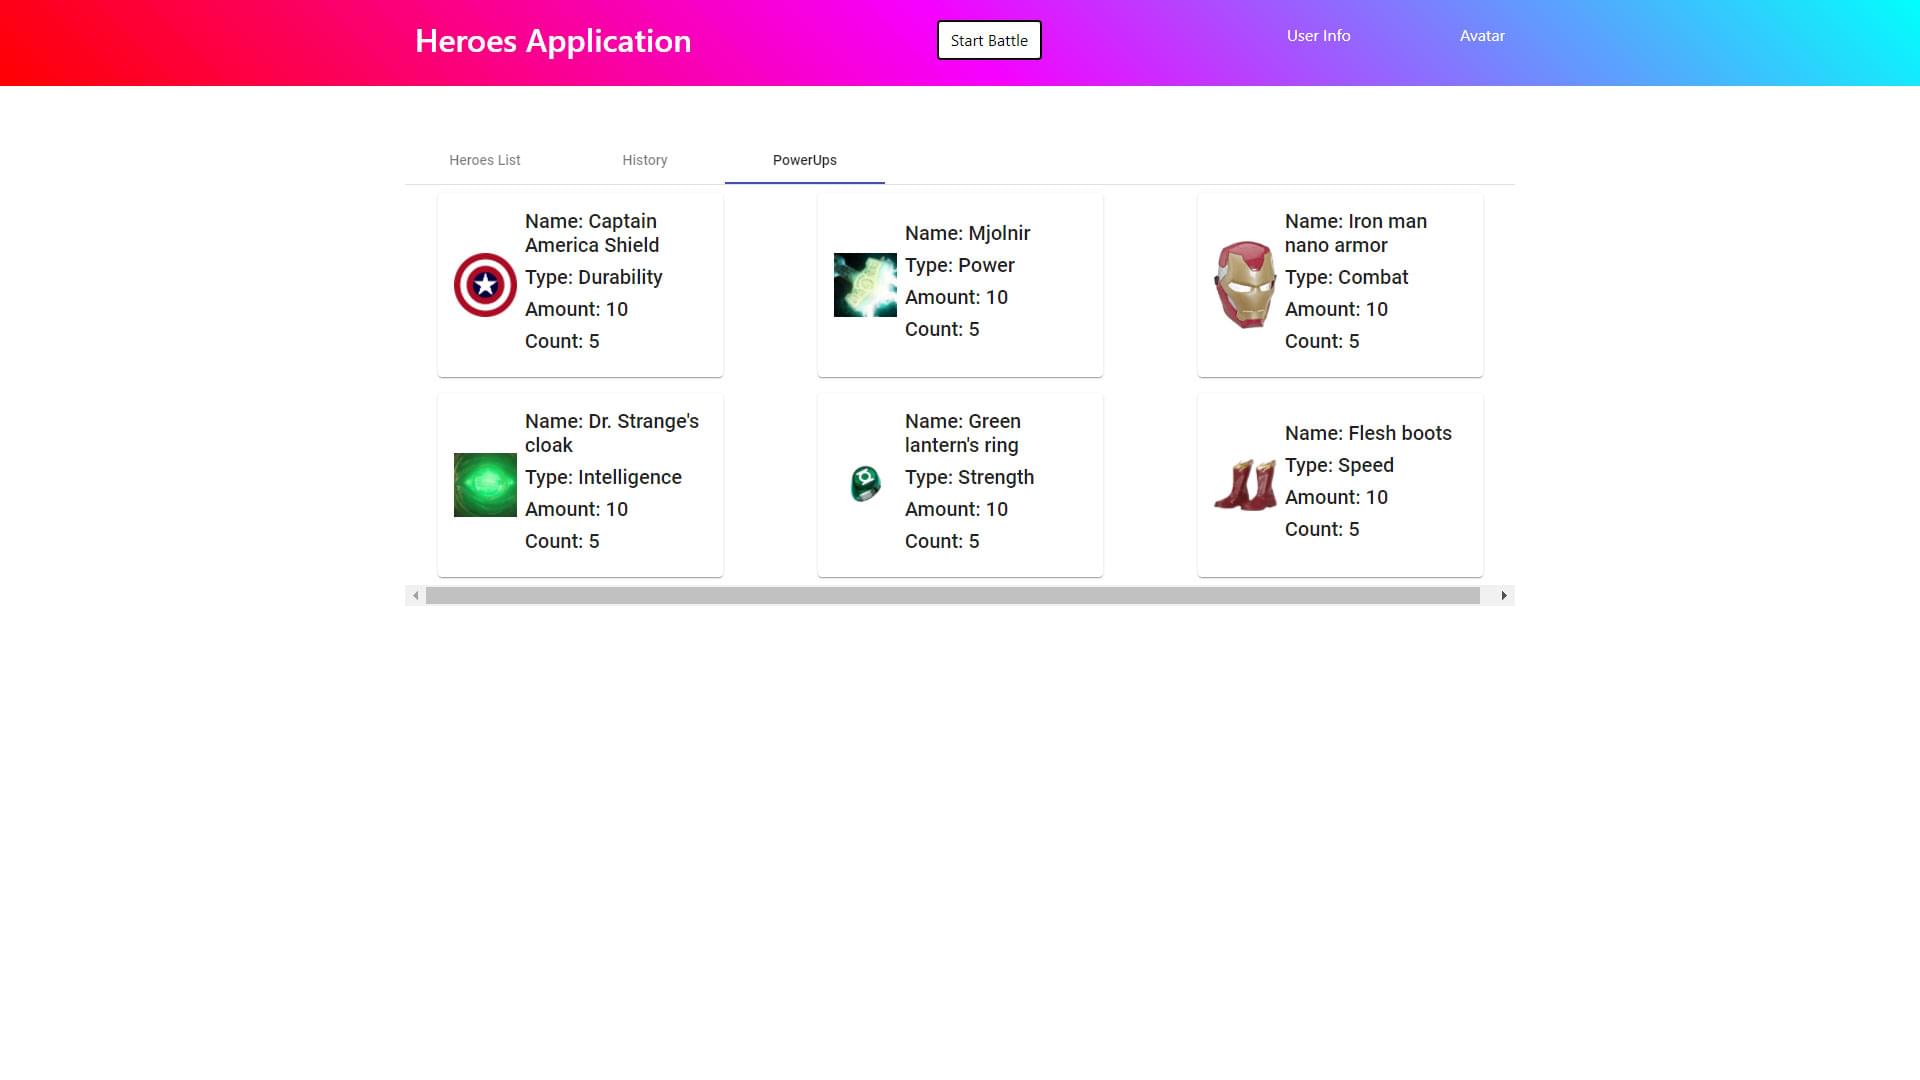 Heroes Application
Start Battle
User Info
Avatar
Heroes List
History
PowerUps
Name: Captain
America Shield
Type: Durability
Amount: 10
Count: 5
Name: Mjolnir
Type: Power
Amount: 10
Count: 5
Name: Iron man
nano armor
Type: Combat
Amount: 10
Count: 5
Name: Dr. Strange's
cloak
Type: Intelligence
Amount: 10
Count: 5
Name: Green
lantern's ring
Type: Strength
Amount: 10
Count: 5
Name: Flesh boots
Type: Speed
Amount: 10
Count: 5